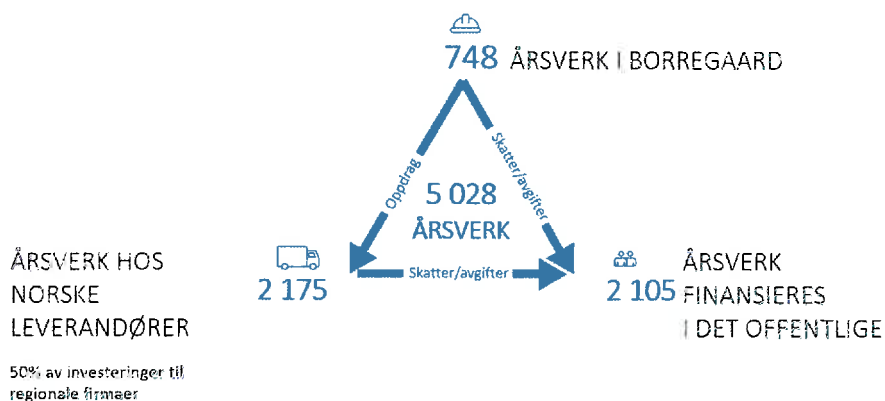 748 ÅRSVERK I BORREGAARD
Oppdrag
Skatter/avgifter
5 028
ÅRSVERK
ÅRSVERK HOS
NORSKE
LEVERANDØRER
2 175
Skatter/avgifter
2 105
ÅRSVERK
FINANSIERES
I DET OFFENTLIGE
50% av investeringer til
regionale firmaer